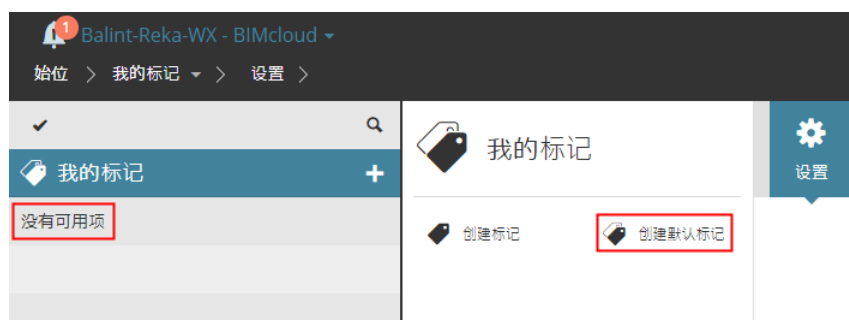 1
Balint-Reka-WX - BIMcloud
始位 > 我的标记 > 设置 >
我的标记
没有可用项
我的标记
创建标记
创建默认标记
设置